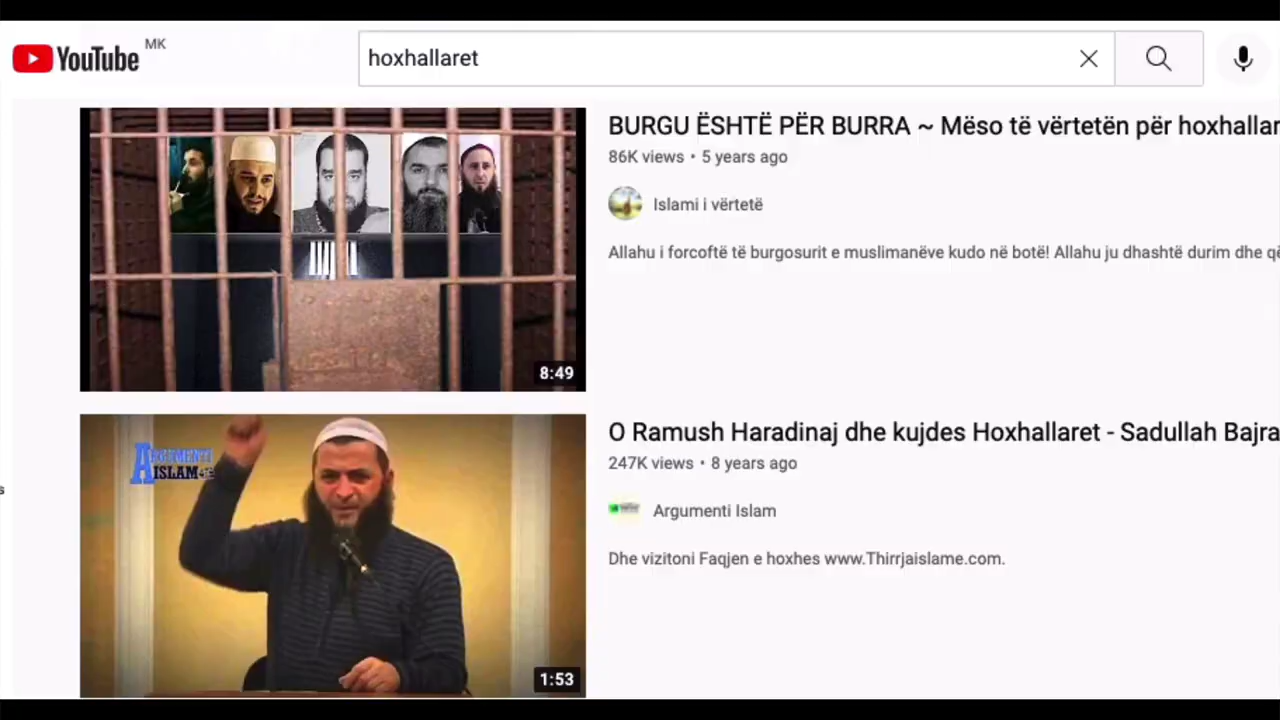 YouTube MK
hoxhallaret
BURGU ËSHTË PËR BURRA ~ Mëso të vërtetën për hoxhallar
86K views • 5 years ago
Islami i vërtetë
Allahu i forcoftë të burgosurit e muslimanëve kudo në botë! Allahu ju dhashtë durim dhe që
8:49
O Ramush Haradinaj dhe kujdes Hoxhallaret - Sadullah Bajra
247K views • 8 years ago
Argumenti Islam
Dhe vizitoni Faqjen e hoxhes www.Thirrjaislame.com.
ARGUMENTI
ISLAM
1:53
s